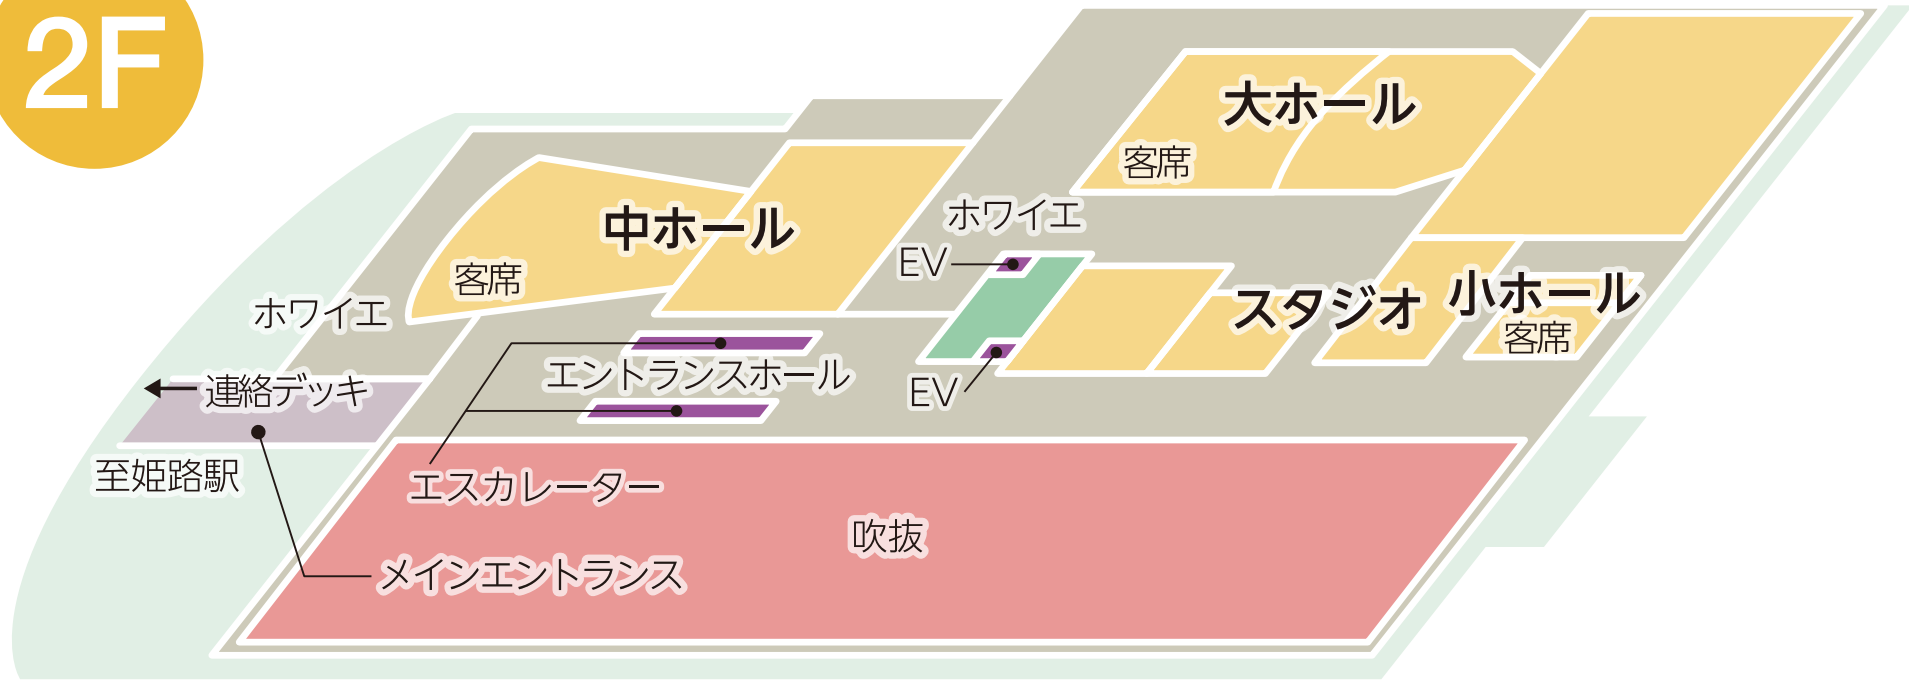 2F
大ホール
客席
中ホール
客席
ホワイエ
ホワイエ
EV
スタジオ
小ホール
客席
エントランスホール
EV
連絡デッキ
至姫路駅
エスカレーター
吹抜
メインエントランス